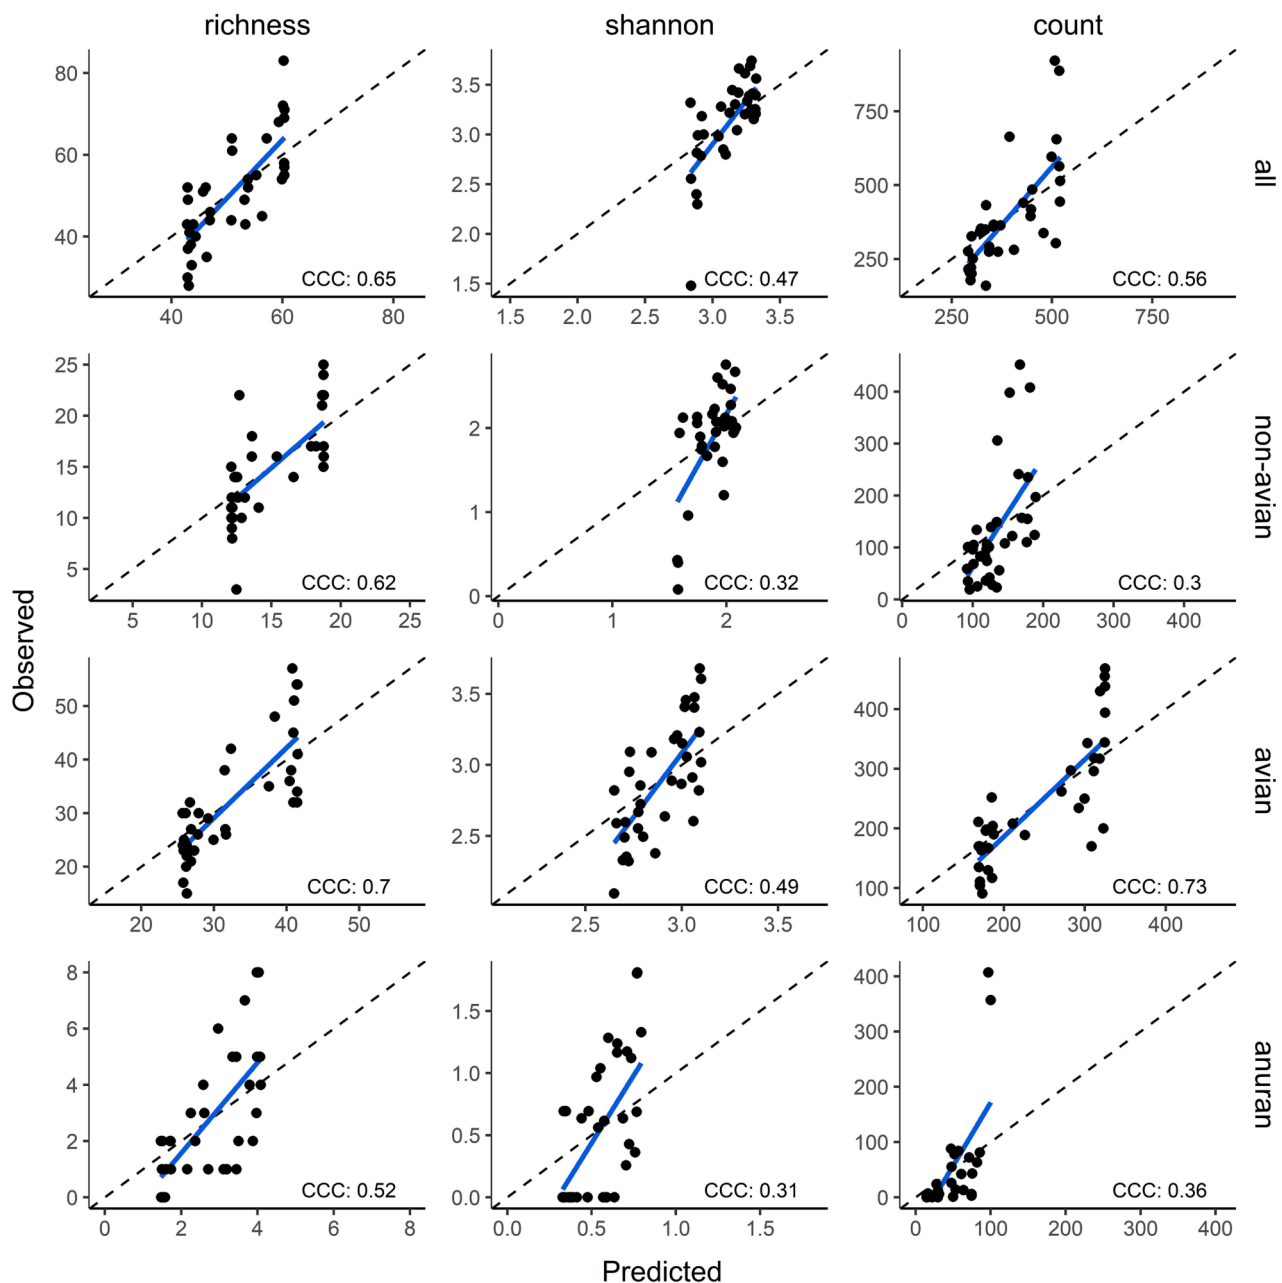 richness shannon count
80
60
40
40 60 80
CCC: 0.65
3.5
3.0
2.5
2.0
1.5
1.5 2.0 2.5 3.0 3.5
CCC: 0.47
750
500
250
250 500 750
CCC: 0.56
all
25
20
15
10
5
5 10 15 20 25
CCC: 0.62
2
1
0
0 1 2
CCC: 0.32
400
300
200
100
0
0 100 200 300 400
CCC: 0.3
non-avian
Observed
50
40
30
20
20 30 40 50
CCC: 0.7
3.5
3.0
2.5
2.5 3.0 3.5
CCC: 0.49
400
300
200
100
100 200 300 400
CCC: 0.73
avian
8
6
4
2
0
0 2 4 6 8
CCC: 0.52
1.5
1.0
0.5
0.0
0.0 0.5 1.0 1.5
CCC: 0.31
400
300
200
100
0
0 100 200 300 400
CCC: 0.36
anuran
Predicted